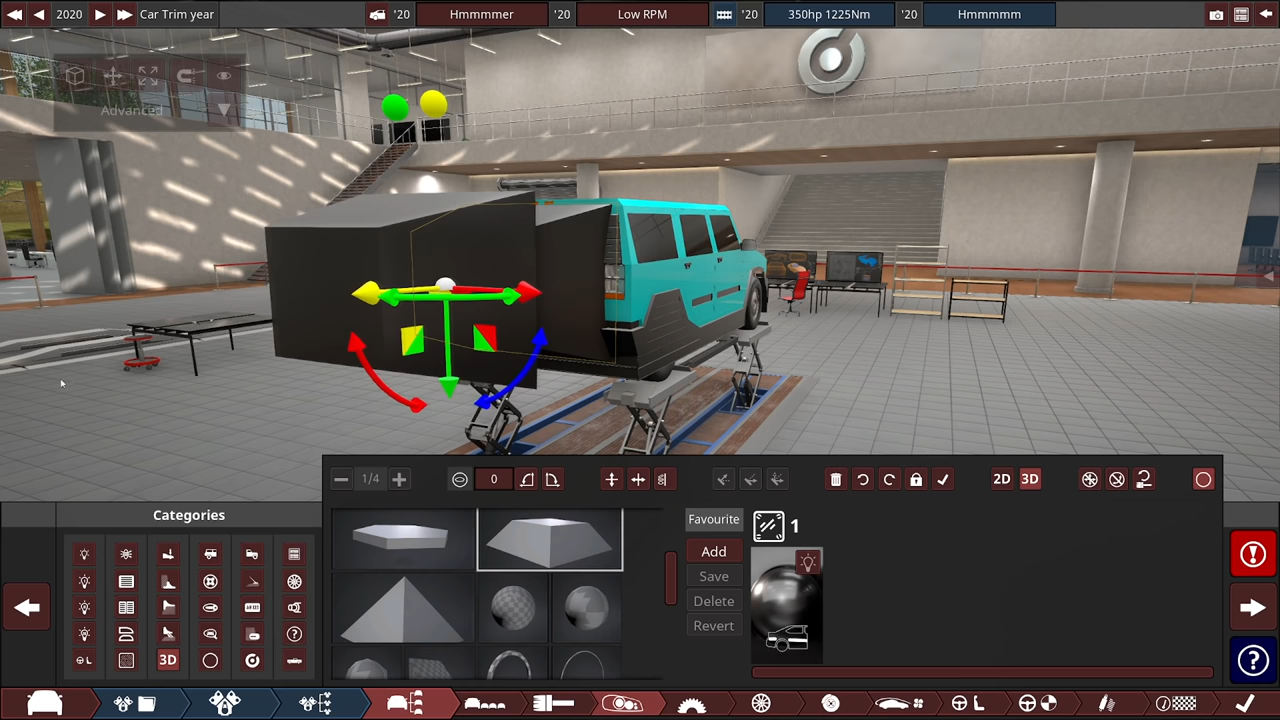 2020 Car Trim year '20 Hmmmmer '20 Low RPM '20 350hp 1225Nm '20 Hmmmmm
Advanced
1/4 0 2D 3D
Categories
Favourite 1
Add
Save
Delete
Revert
L
3D